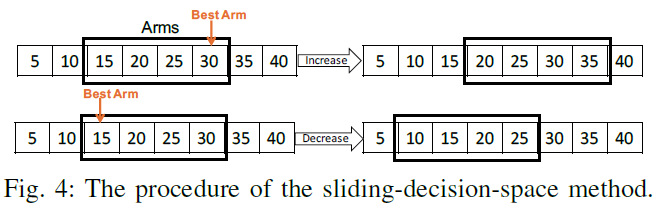 Best Arm
Arms
5 10 15 20 25 30 35 40 Increase 5 10 15 20 25 30 35 40
Best Arm
5 10 15 20 25 30 35 40 Decrease 5 10 15 20 25 30 35 40
Fig. 4: The procedure of the sliding-decision-space method.